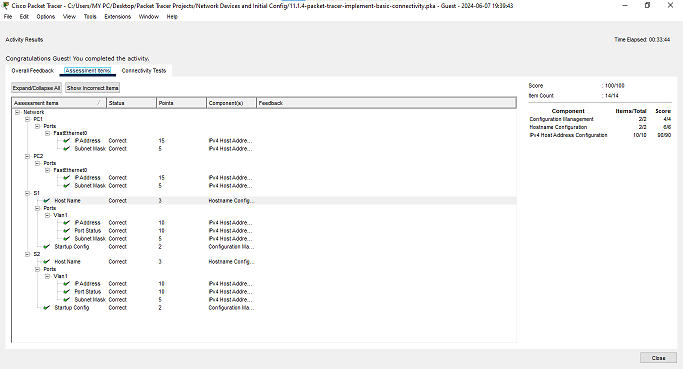 Cisco Packet Tracer - C:/Users/MY PC/Desktop/Packet Tracer Projects/Network Devices and Initial Config/11.1.4-packet-tracer-implement-basic-connectivity.pka - Guest - 2024-06-07 19:39:43
File Edit Options View Tools Extensions Window Help
Activity Results Time Elapsed: 00:33:44
Congratulations Guest! You completed the activity.
Overall Feedback Assessment Items Connectivity Tests
Expand/Collapse All Show Incorrect Items
Score : 100/100
Item Count : 14/14
Component Items/Total Score
Configuration Management 2/2 4/4
Hostname Configuration 2/2 6/6
IPv4 Host Address Configuration 10/10 90/90
Assessment Items Status Points Component(s) Feedback
Network
PC1
Ports
FastEthernet0
IP Address Correct 15 IPv4 Host Addre...
Subnet Mask Correct 5 IPv4 Host Addre...
PC2
Ports
FastEthernet0
IP Address Correct 15 IPv4 Host Addre...
Subnet Mask Correct 5 IPv4 Host Addre...
S1
Host Name Correct 3 Hostname Config...
Ports
Vlan1
IP Address Correct 10 IPv4 Host Addre...
Port Status Correct 10 IPv4 Host Addre...
Subnet Mask Correct 5 IPv4 Host Addre...
Startup Config Correct 2 Configuration Ma...
S2
Host Name Correct 3 Hostname Config...
Ports
Vlan1
IP Address Correct 10 IPv4 Host Addre...
Port Status Correct 10 IPv4 Host Addre...
Subnet Mask Correct 5 IPv4 Host Addre...
Startup Config Correct 2 Configuration Ma...
Close